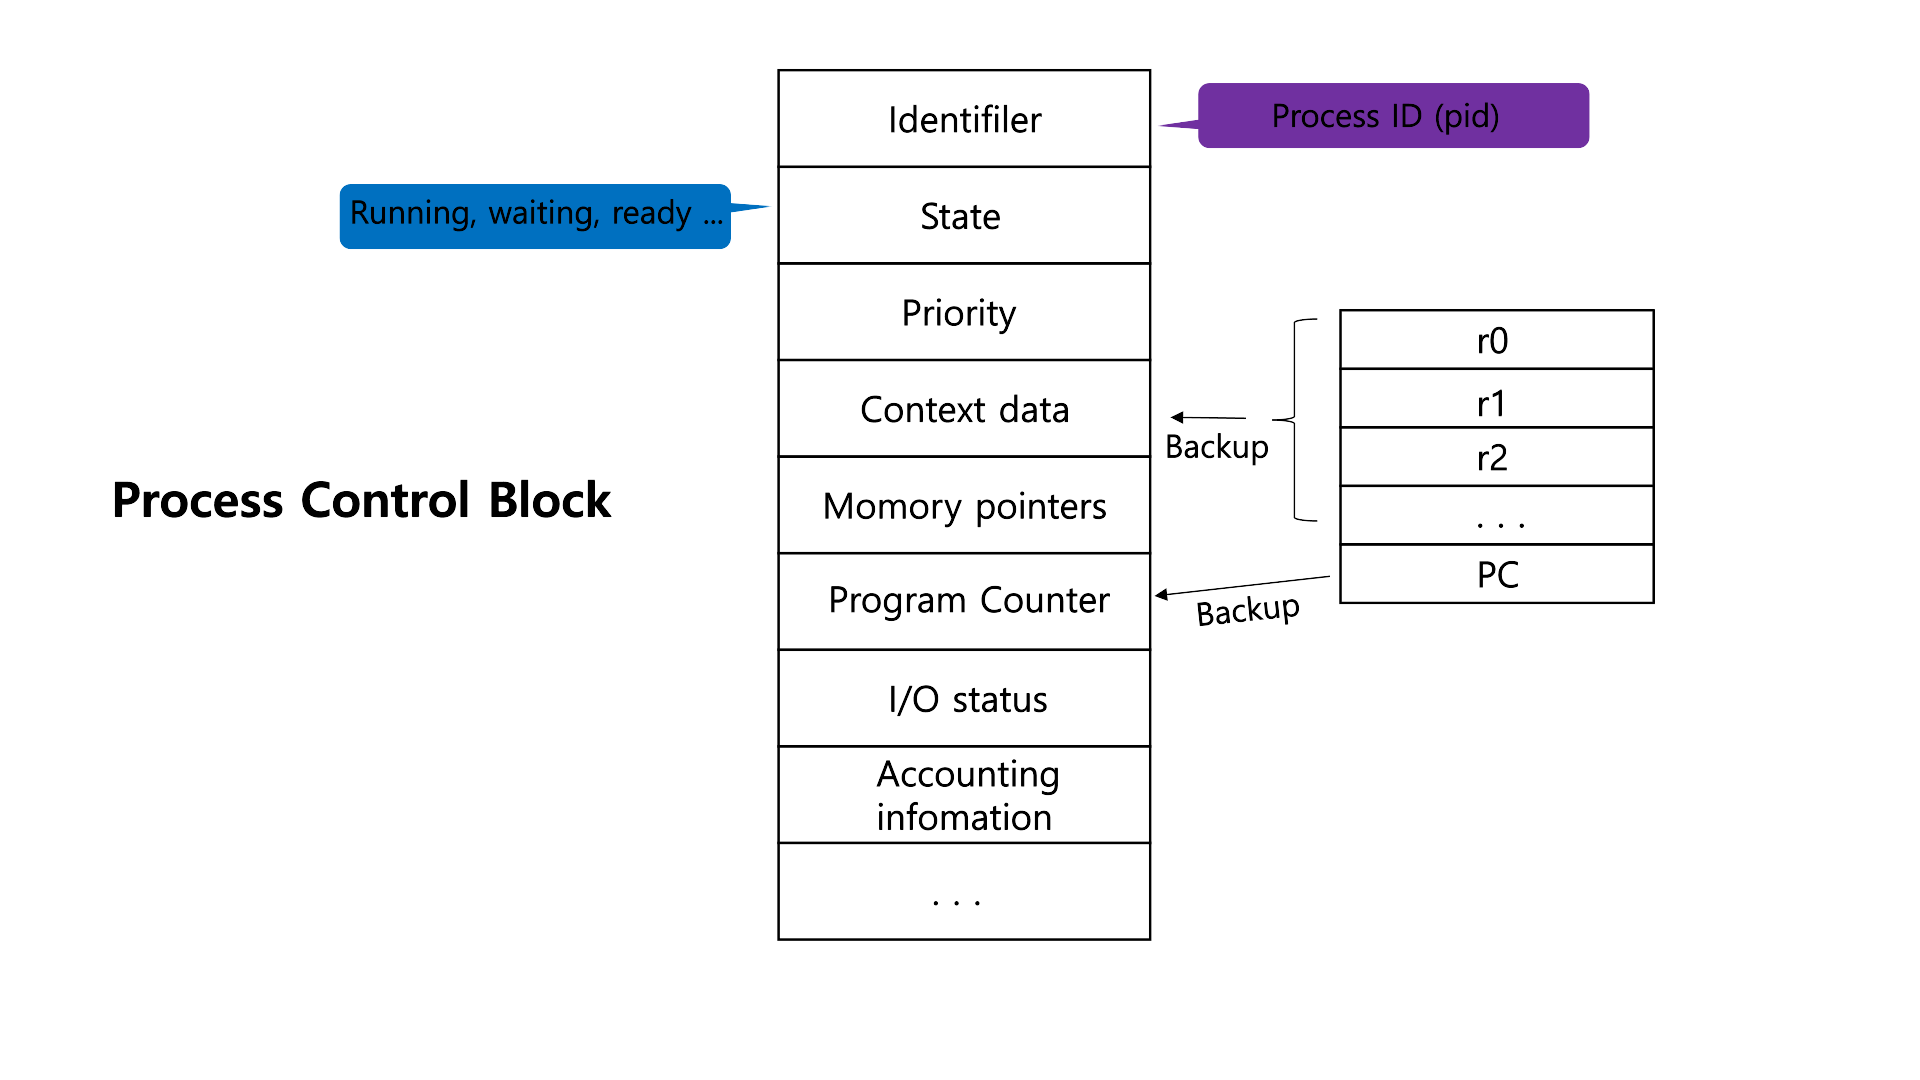 Process Control Block
Identifiler
Process ID (pid)
Running, waiting, ready ...
State
Priority
Context data
Momory pointers
Program Counter
I/O status
Accounting
infomation
. . .
Backup
Backup
r0
r1
r2
. . .
PC